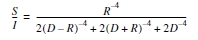 S/I = R⁻⁴ / (2(D – R)⁻⁴ + 2(D + R)⁻⁴ + 2D⁻⁴)